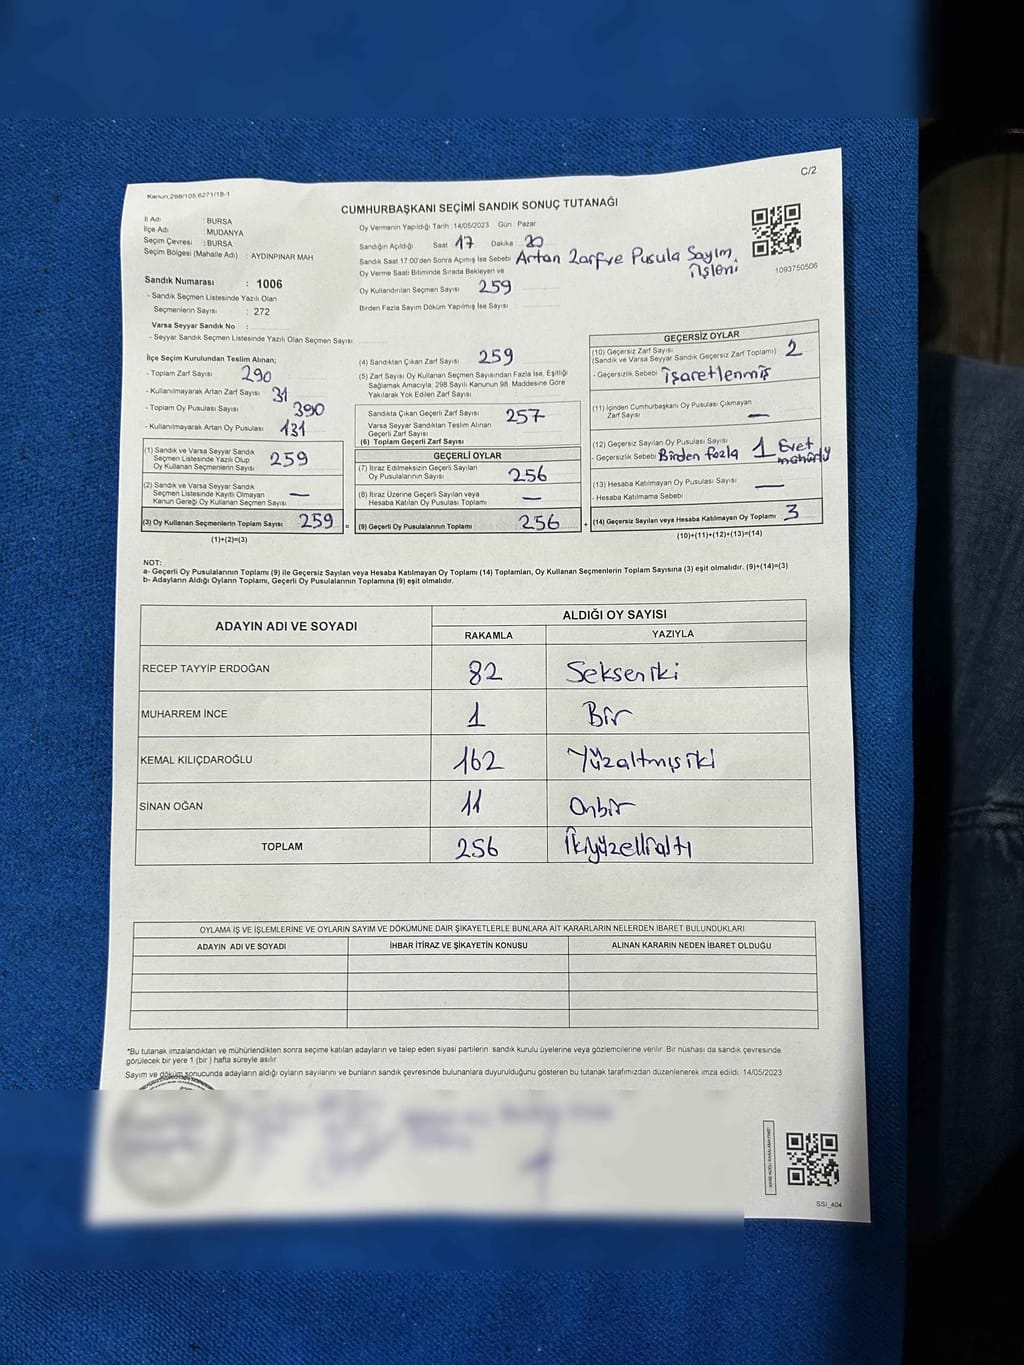 C/2
Kanun.298/105.6271/18-1
CUMHURBAŞKANI SEÇİMİ SANDIK SONUÇ TUTANAĞI
İl Adı : BURSA
İlçe Adı : MUDANYA
Seçim Çevresi : BURSA
Seçim Bölgesi (Mahalle Adı) : AYDINPINAR MAH
Oy Vermenin Yapıldığı Tarih : 14/05/2023 Gün : Pazar
Sandığın Açıldığı Saat 17 Dakika : 20
Sandık Saat 17:00'den Sonra Açılmış İse Sebebi Artan Zarf ve Pusula Sayım
İşlemi
Oy Verme Saati Bitiminde Sırada Bekleyen ve
Oy Kullandırılan Seçmen Sayısı 259
Birden Fazla Sayım Döküm Yapılmış İse Sayısı :
1093750506
Sandık Numarası : 1006
- Sandık Seçmen Listesinde Yazılı Olan
Seçmenlerin Sayısı : 272
Varsa Seyyar Sandık No :
- Seyyar Sandık Seçmen Listesinde Yazılı Olan Seçmen Sayısı:
İlçe Seçim Kurulundan Teslim Alınan;
- Toplam Zarf Sayısı : 290
- Kullanılmayarak Artan Zarf Sayısı : 31
- Toplam Oy Pusulası Sayısı : 390
- Kullanılmayarak Artan Oy Pusulası : 131
(1) Sandık ve Varsa Seyyar Sandık
Seçmen Listesinde Yazılı Olup
Oy Kullanan Seçmenlerin Sayısı 259
(2) Sandık ve Varsa Seyyar Sandık
Seçmen Listesinde Kayıtlı Olmayan
Kanun Gereği Oy Kullanan Seçmen Sayısı —
(3) Oy Kullanan Seçmenlerin Toplam Sayısı 259 =
(1)+(2)=(3)
(4) Sandıktan Çıkan Zarf Sayısı 259
(5) Zarf Sayısı Oy Kullanan Seçmen Sayısından Fazla İse, Eşitliği
Sağlamak Amacıyla, 298 Sayılı Kanunun 98. Maddesine Göre
Yakılarak Yok Edilen Zarf Sayısı:
Sandıkta Çıkan Geçerli Zarf Sayısı 257
Varsa Seyyar Sandıktan Teslim Alınan
Geçerli Zarf Sayısı
(6) Toplam Geçerli Zarf Sayısı
GEÇERLİ OYLAR
(7) İtiraz Edilmeksizin Geçerli Sayılan
Oy Pusulasının Sayısı 256
(8) İtiraz Üzerine Geçerli Sayılan veya
Hesaba Katılan Oy Pusulası Toplamı —
(9) Geçerli Oy Pusulalarının Toplamı 256 +
GEÇERSİZ OYLAR
(10) Geçersiz Zarf Sayısı
(Sandık ve Varsa Seyyar Sandık Geçersiz Zarf Toplamı) 2
- Geçersizlik Sebebi : işaretlenmiş
(11) İçinden Cumhurbaşkanı Oy Pusulası Çıkmayan
Zarf Sayısı —
(12) Geçersiz Sayılan Oy Pusulası Sayısı : 1 Evet
- Geçersizlik Sebebi Birden fazla mühürlü
(13) Hesaba Katılmayan Oy Pusulası Sayısı : —
- Hesaba Katılmama Sebebi
(14) Geçersiz Sayılan veya Hesaba Katılmayan Oy Toplamı 3
(10)+(11)+(12)+(13)=(14)
NOT:
a- Geçerli Oy Pusulalarının Toplamı (9) ile Geçersiz Sayılan veya Hesaba Katılmayan Oy Toplamı (14) Toplamları, Oy Kullanan Seçmenlerin Toplam Sayısına (3) eşit olmalıdır. (9)+(14)=(3)
b- Adayların Aldığı Oyların Toplamı, Geçerli Oy Pusulalarının Toplamına (9) eşit olmalıdır.
ADAYIN ADI VE SOYADI
ALDIĞI OY SAYISI
RAKAMLA YAZIYLA
RECEP TAYYİP ERDOĞAN 82 Sekseniki
MUHARREM İNCE 1 Bir
KEMAL KILIÇDAROĞLU 162 Yüzaltmışiki
SİNAN OĞAN 11 Onbir
TOPLAM 256 İkiyüzellialtı
OYLAMA İŞ VE İŞLEMLERİNE VE OYLARIN SAYIM VE DÖKÜMÜNE DAİR ŞİKAYETLERLE BUNLARA AİT KARARLARIN NELERDEN İBARET BULUNDUKLARI
ADAYIN ADI VE SOYADI İHBAR İTİRAZ VE ŞİKAYETİN KONUSU ALINAN KARARIN NEDEN İBARET OLDUĞU
*Bu tutanak imzalandıktan ve mühürlendikten sonra seçime katılan adayların ve talep eden siyasi partilerin sandık kurulu üyelerine veya gözlemcilerine verilir. Bir nüshası da sandık çevresinde
görülecek bir yere 1 (bir ) hafta süreyle asılır.
Sayım ve döküm sonucunda adayların aldığı oyların sayılarını ve bunların sandık çevresinde bulunanlara duyurulduğunu gösteren bu tutanak tarafımızdan düzenlenerek imza edildi. 14/05/2023
SSI_404